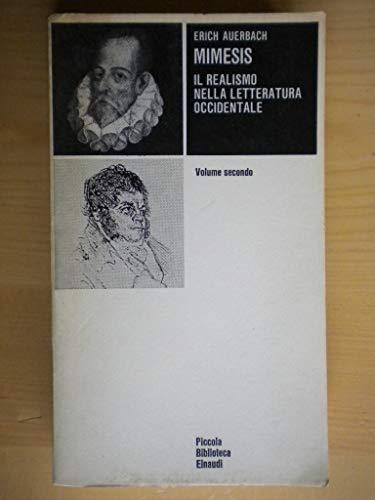 ERICH AUERBACH
MIMESIS
IL REALISMO
NELLA LETTERATURA
OCCIDENTALE
Volume secondo
Piccola
Biblioteca
Einaudi